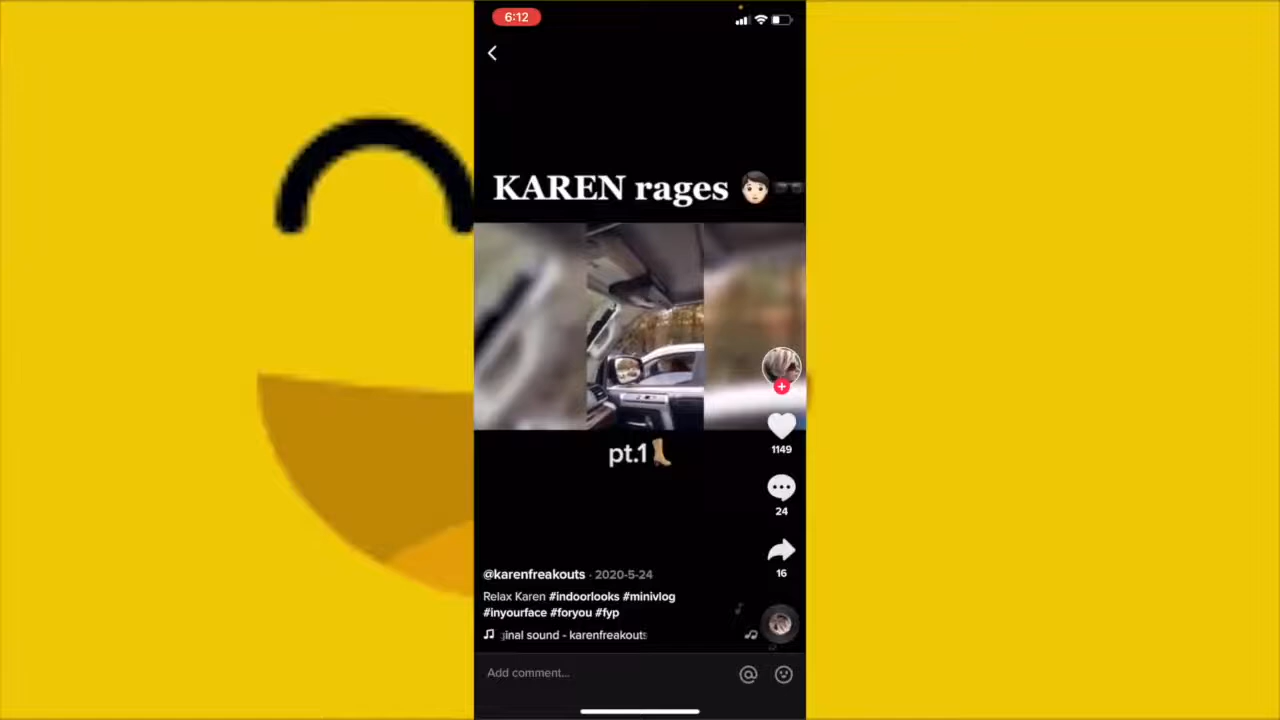 6:12
KAREN rages
pt.1
1149
24
16
@karenfreakouts · 2020-5-24
Relax Karen #indoorlooks #minivlog
#inyourface #foryou #fyp
ginal sound - karenfreakouts
Add comment...